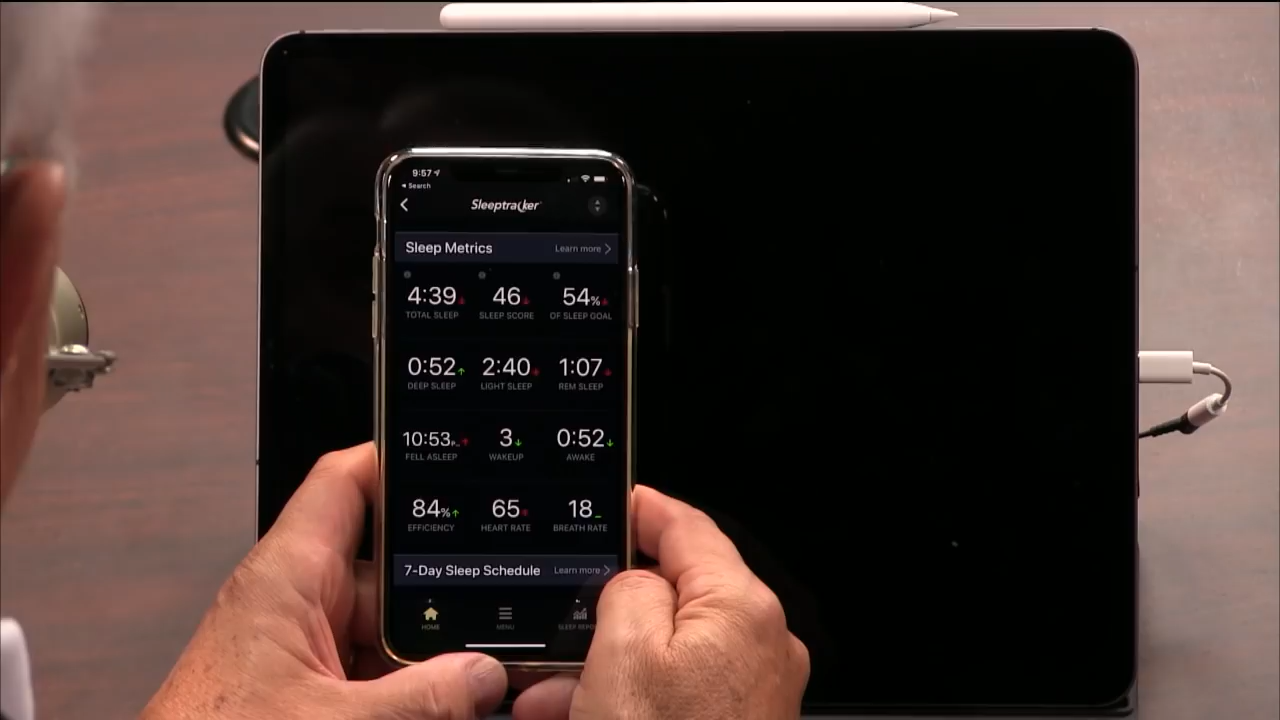 9:57
Search
Sleeptracker
Sleep Metrics Learn more
4:39 46 54%
TOTAL SLEEP SLEEP SCORE OF SLEEP GOAL
0:52 2:40 1:07
DEEP SLEEP LIGHT SLEEP REM SLEEP
10:53 3 0:52
FELL ASLEEP WAKEUP AWAKE
84% 65 18
EFFICIENCY HEART RATE BREATH RATE
7-Day Sleep Schedule Learn more
HOME MENU SLEEP